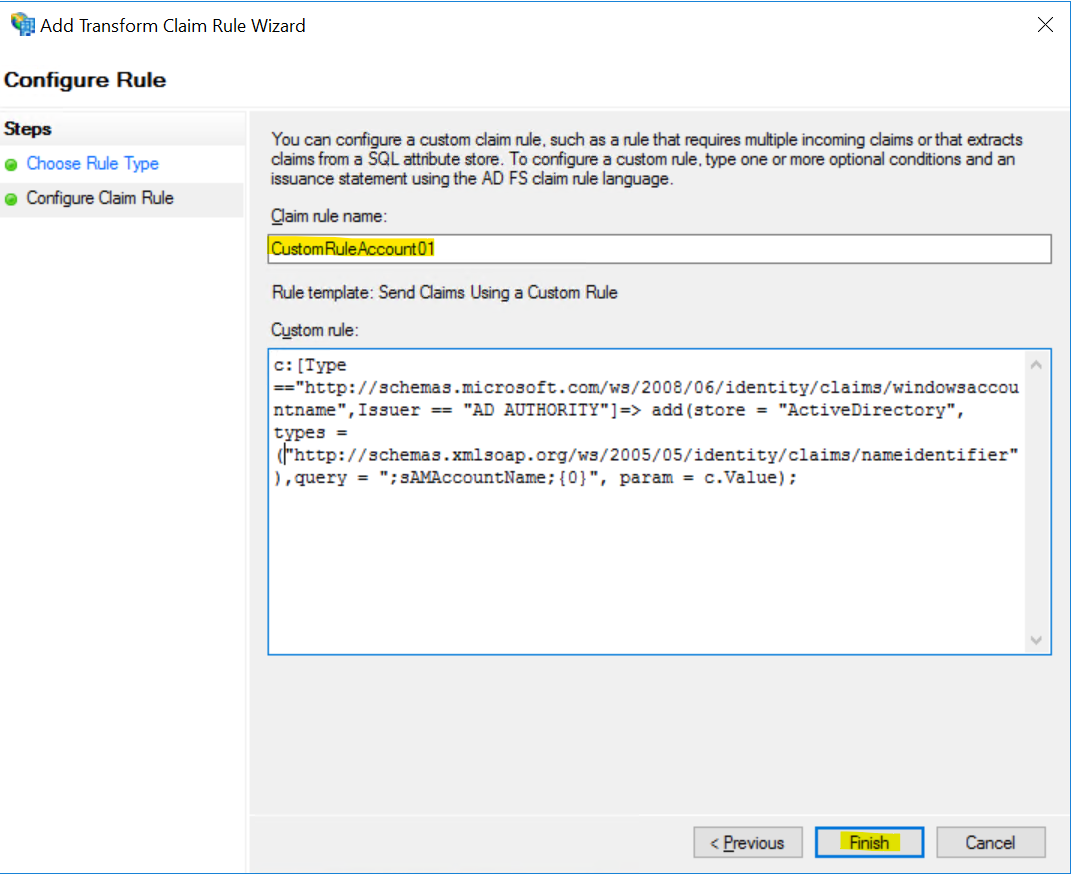 Add Transform Claim Rule Wizard
Configure Rule
Steps
Choose Rule Type
Configure Claim Rule
You can configure a custom claim rule, such as a rule that requires multiple incoming claims or that extracts
claims from a SQL attribute store. To configure a custom rule, type one or more optional conditions and an
issuance statement using the AD FS claim rule language.
Claim rule name:
CustomRuleAccount01
Rule template: Send Claims Using a Custom Rule
Custom rule:
c:[Type
=="http://schemas.microsoft.com/ws/2008/06/identity/claims/windowsaccou
ntname",Issuer == "AD AUTHORITY"]=> add(store = "ActiveDirectory",
types =
("http://schemas.xmlsoap.org/ws/2005/05/identity/claims/nameidentifier"
),query = ";sAMAccountName;{0}", param = c.Value);
< Previous
Finish
Cancel